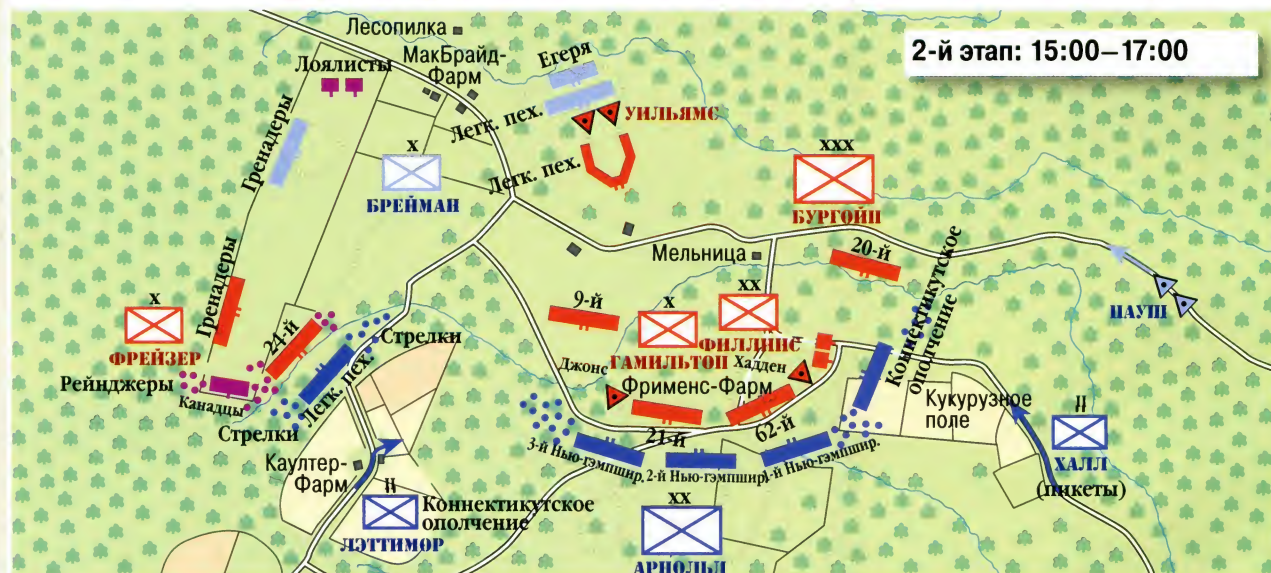 2-й этап: 15:00–17:00
Лесопилка
МакБрайд-
Фарм
Лоялисты
Егеря
Легк. пех.
УИЛЬЯМС
Легк. пех.
Гренадеры
X
БРЕЙМАН
XXX
БУРГОЙН
Мельница
20-й
Коннектикутское
ополчение
НАУШ
Гренадеры
X
ФРЕЙЗЕР
24-й
Стрелки
Рейнджеры
Канадцы
Легк. пех.
Стрелки
9-й
X
ГАМИЛЬТОН
XX
ФИЛЛИПС
Джонс
Хадден
Фрименс-Фарм
21-й
62-й
3-й Нью-гэмпшир.
2-й Нью-гэмпшир.
1-й Нью-гэмпшир.
Кукурузное
поле
II
ХАЛЛ
(пикеты)
Каултер-
Фарм
II
Коннектикутское
ополчение
ЛЭТТИМОР
XX
АРНОЛЬД